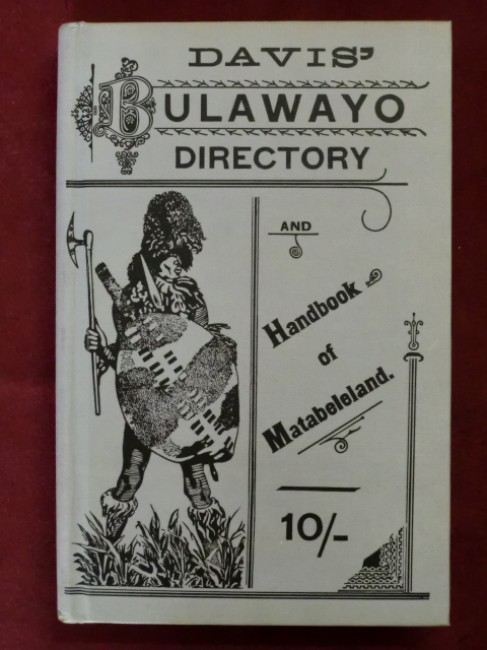 DAVIS'
BULAWAYO
DIRECTORY
AND
Handbook
of
Matabeleland.
10/-